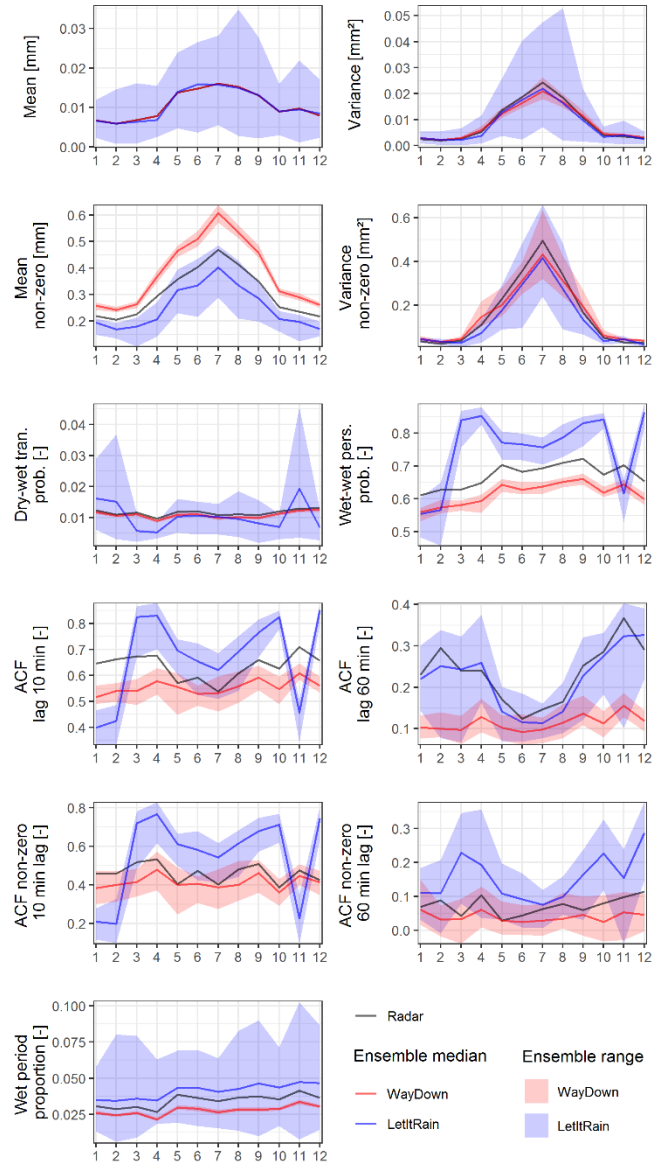 Mean [mm]
0.03
0.02
0.01
0.00
1 2 3 4 5 6 7 8 9 10 11 12
Variance [mm²]
0.05
0.04
0.03
0.02
0.01
0.00
1 2 3 4 5 6 7 8 9 10 11 12
Mean
non-zero [mm]
0.6
0.5
0.4
0.3
0.2
1 2 3 4 5 6 7 8 9 10 11 12
Variance
non-zero [mm²]
0.6
0.4
0.2
1 2 3 4 5 6 7 8 9 10 11 12
Dry-wet tran.
prob. [-]
0.04
0.03
0.02
0.01
1 2 3 4 5 6 7 8 9 10 11 12
Wet-wet pers.
prob. [-]
0.8
0.7
0.6
0.5
1 2 3 4 5 6 7 8 9 10 11 12
ACF
lag 10 min [-]
0.8
0.7
0.6
0.5
0.4
1 2 3 4 5 6 7 8 9 10 11 12
ACF
lag 60 min [-]
0.4
0.3
0.2
0.1
1 2 3 4 5 6 7 8 9 10 11 12
ACF non-zero
10 min lag [-]
0.8
0.6
0.4
0.2
1 2 3 4 5 6 7 8 9 10 11 12
ACF non-zero
60 min lag [-]
0.3
0.2
0.1
0.0
1 2 3 4 5 6 7 8 9 10 11 12
Wet period
proportion [-]
0.100
0.075
0.050
0.025
1 2 3 4 5 6 7 8 9 10 11 12
Radar
Ensemble median
WayDown
LetItRain
Ensemble range
WayDown
LetItRain